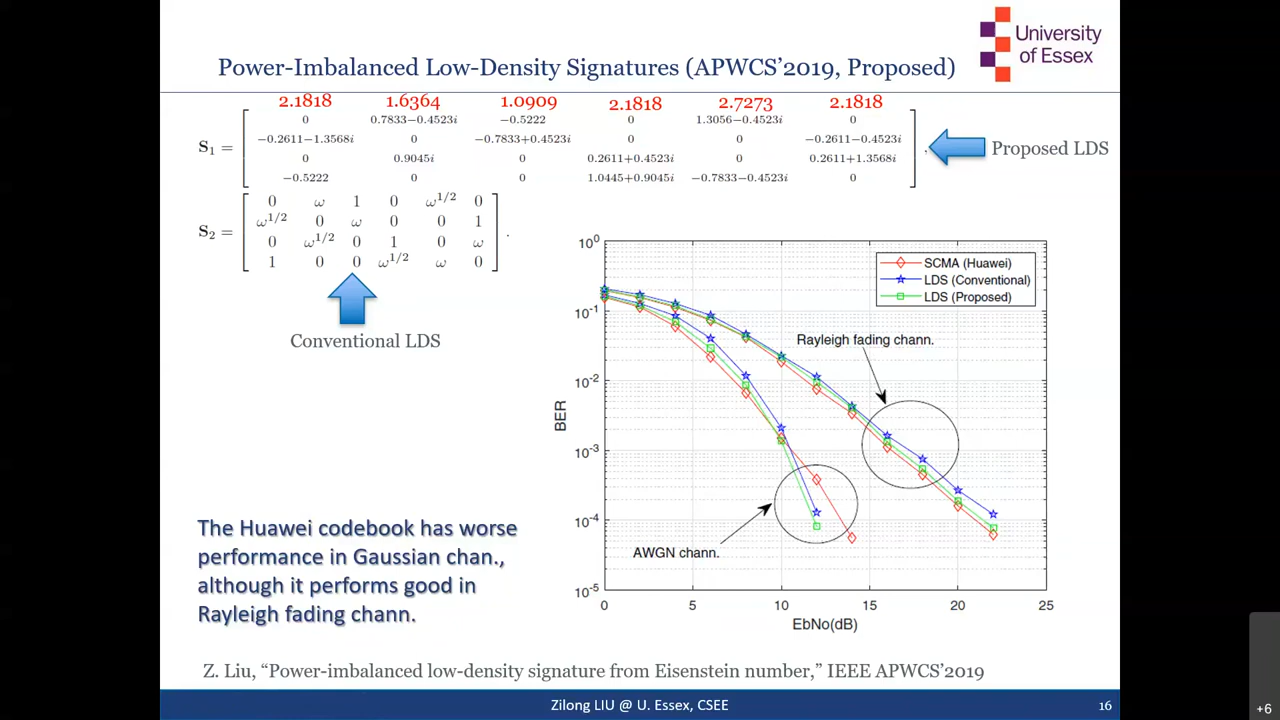 University
of Essex
Power-Imbalanced Low-Density Signatures (APWCS'2019, Proposed)
2.1818 1.6364 1.0909 2.1818 2.7273 2.1818
0 0.7833−0.4523i −0.5222 0 1.3056−0.4523i 0
−0.2611−1.3568i 0 −0.7833+0.4523i 0 0 −0.2611−0.4523i
S₁ =
0 0.9045i 0 0.2611+0.4523i 0 0.2611+1.3568i
−0.5222 0 0 1.0445+0.9045i −0.7833−0.4523i 0
,
Proposed LDS
0 ω 1 0 ω^{1/2} 0
ω^{1/2} 0 ω 0 0 1
S₂ =
0 ω^{1/2} 0 1 0 ω
1 0 0 ω^{1/2} ω 0
.
Conventional LDS
10⁰
10⁻¹
10⁻²
10⁻³
10⁻⁴
10⁻⁵
BER
SCMA (Huawei)
LDS (Conventional)
LDS (Proposed)
Rayleigh fading chann.
AWGN chann.
0 5 10 15 20 25
EbNo(dB)
The Huawei codebook has worse
performance in Gaussian chan.,
although it performs good in
Rayleigh fading chann.
Z. Liu, “Power-imbalanced low-density signature from Eisenstein number,” IEEE APWCS’2019
Zilong LIU @ U. Essex, CSEE
16
+6